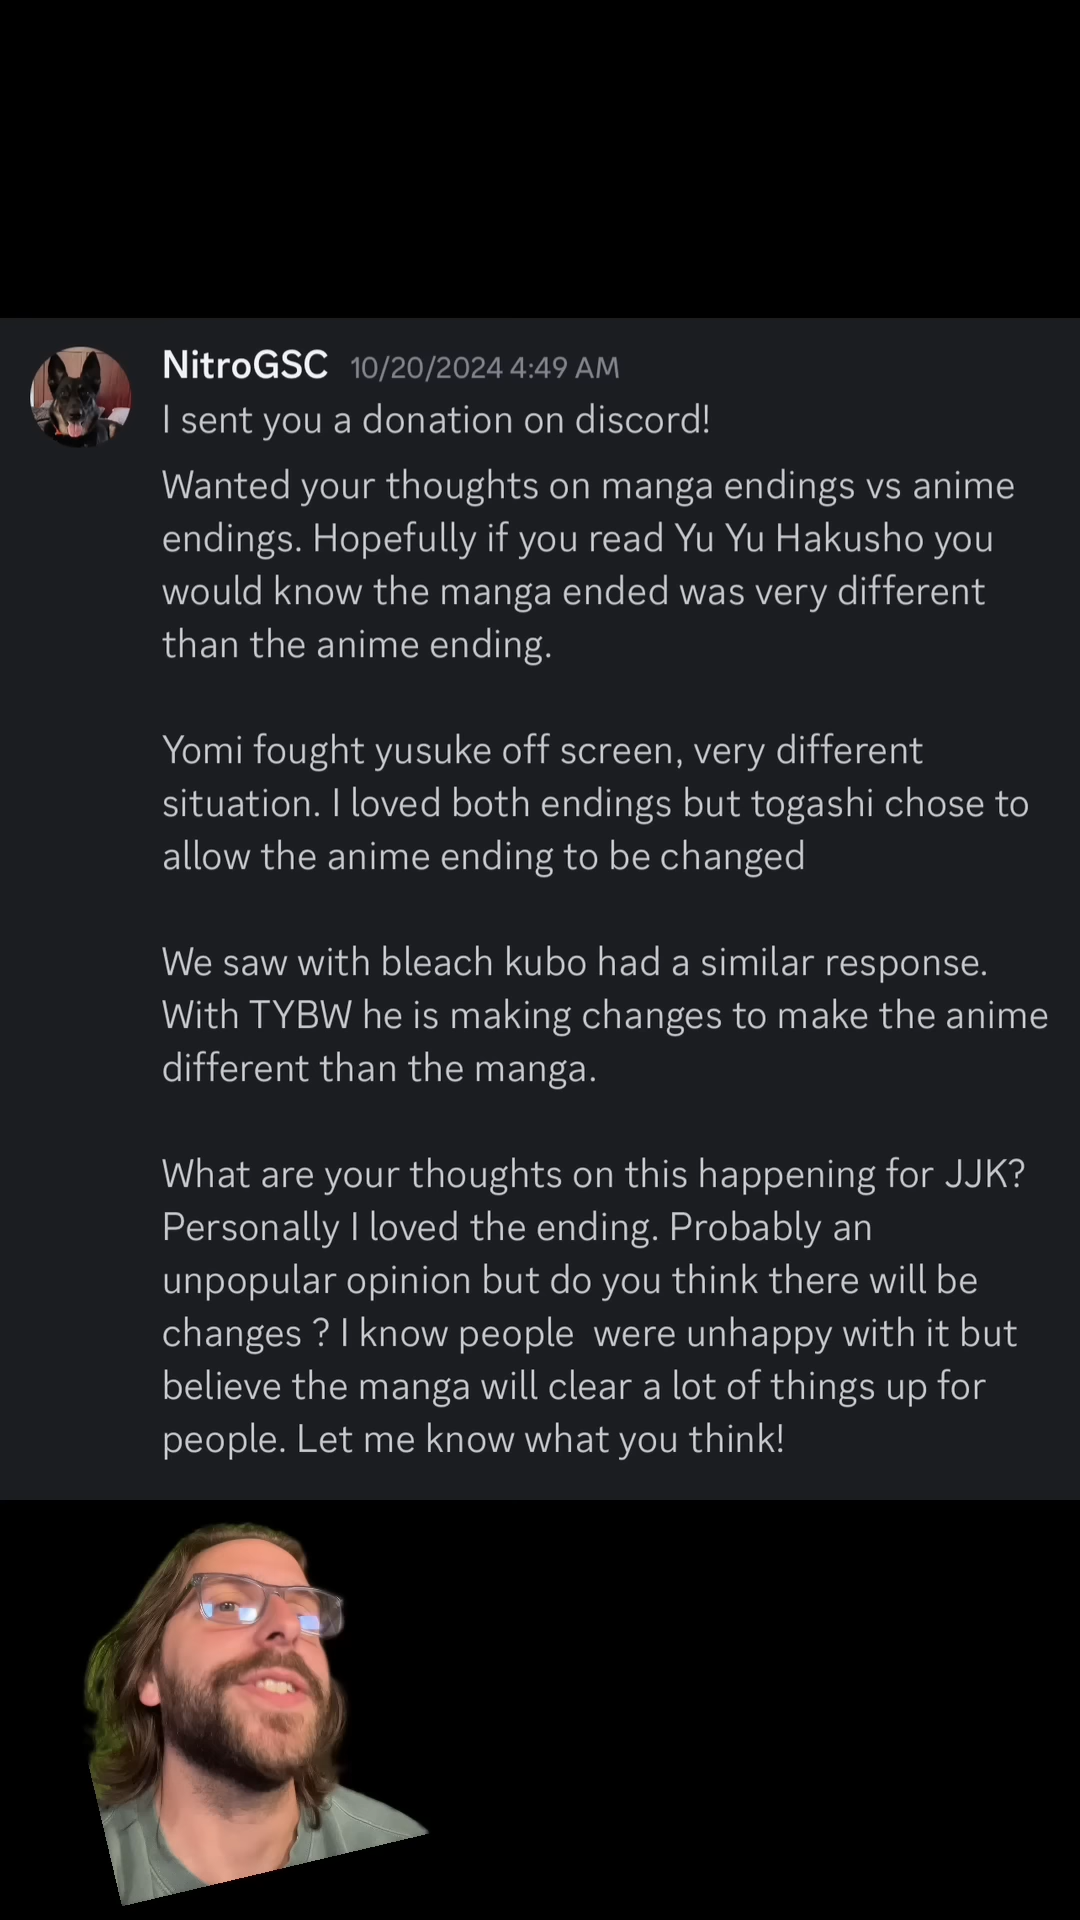 NitroGSC 10/20/2024 4:49 AM
I sent you a donation on discord!
Wanted your thoughts on manga endings vs anime
endings. Hopefully if you read Yu Yu Hakusho you
would know the manga ended was very different
than the anime ending.
Yomi fought yusuke off screen, very different
situation. I loved both endings but togashi chose to
allow the anime ending to be changed
We saw with bleach kubo had a similar response.
With TYBW he is making changes to make the anime
different than the manga.
What are your thoughts on this happening for JJK?
Personally I loved the ending. Probably an
unpopular opinion but do you think there will be
changes ? I know people  were unhappy with it but
believe the manga will clear a lot of things up for
people. Let me know what you think!